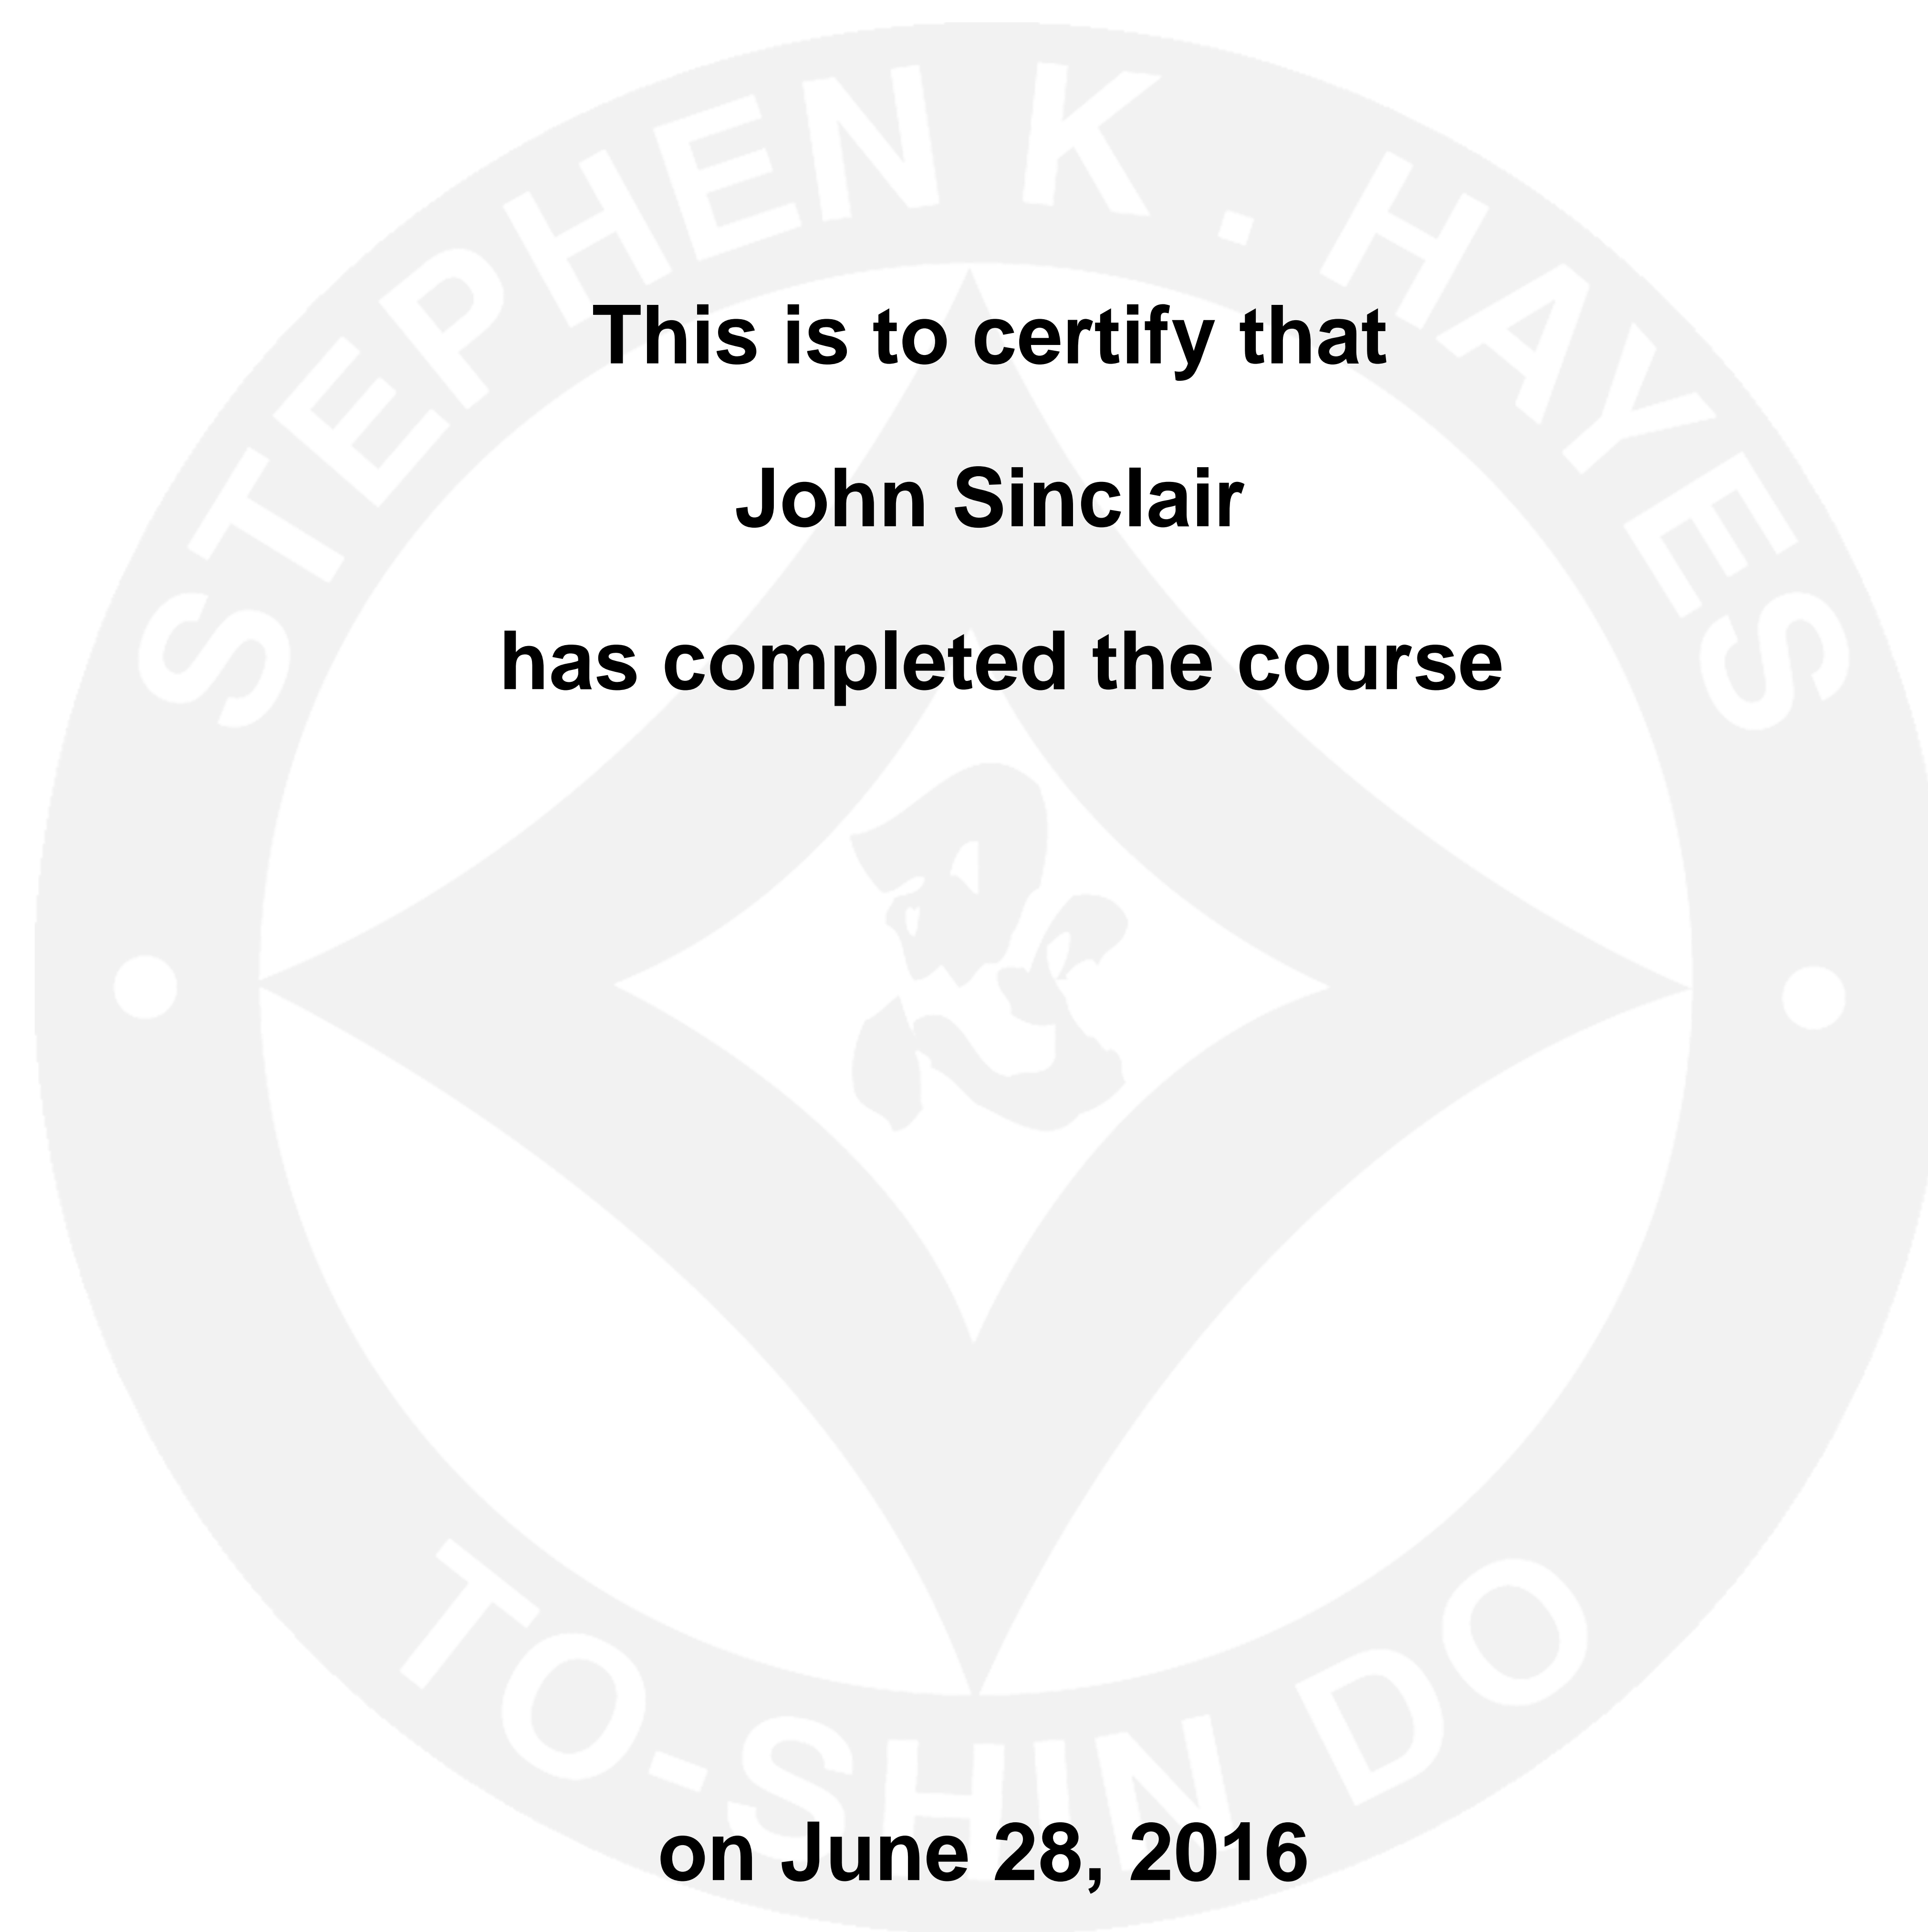 STEPHEN K. HAYES
This is to certify that
John Sinclair
has completed the course
忍
TO-SHIN DO
on June 28, 2016